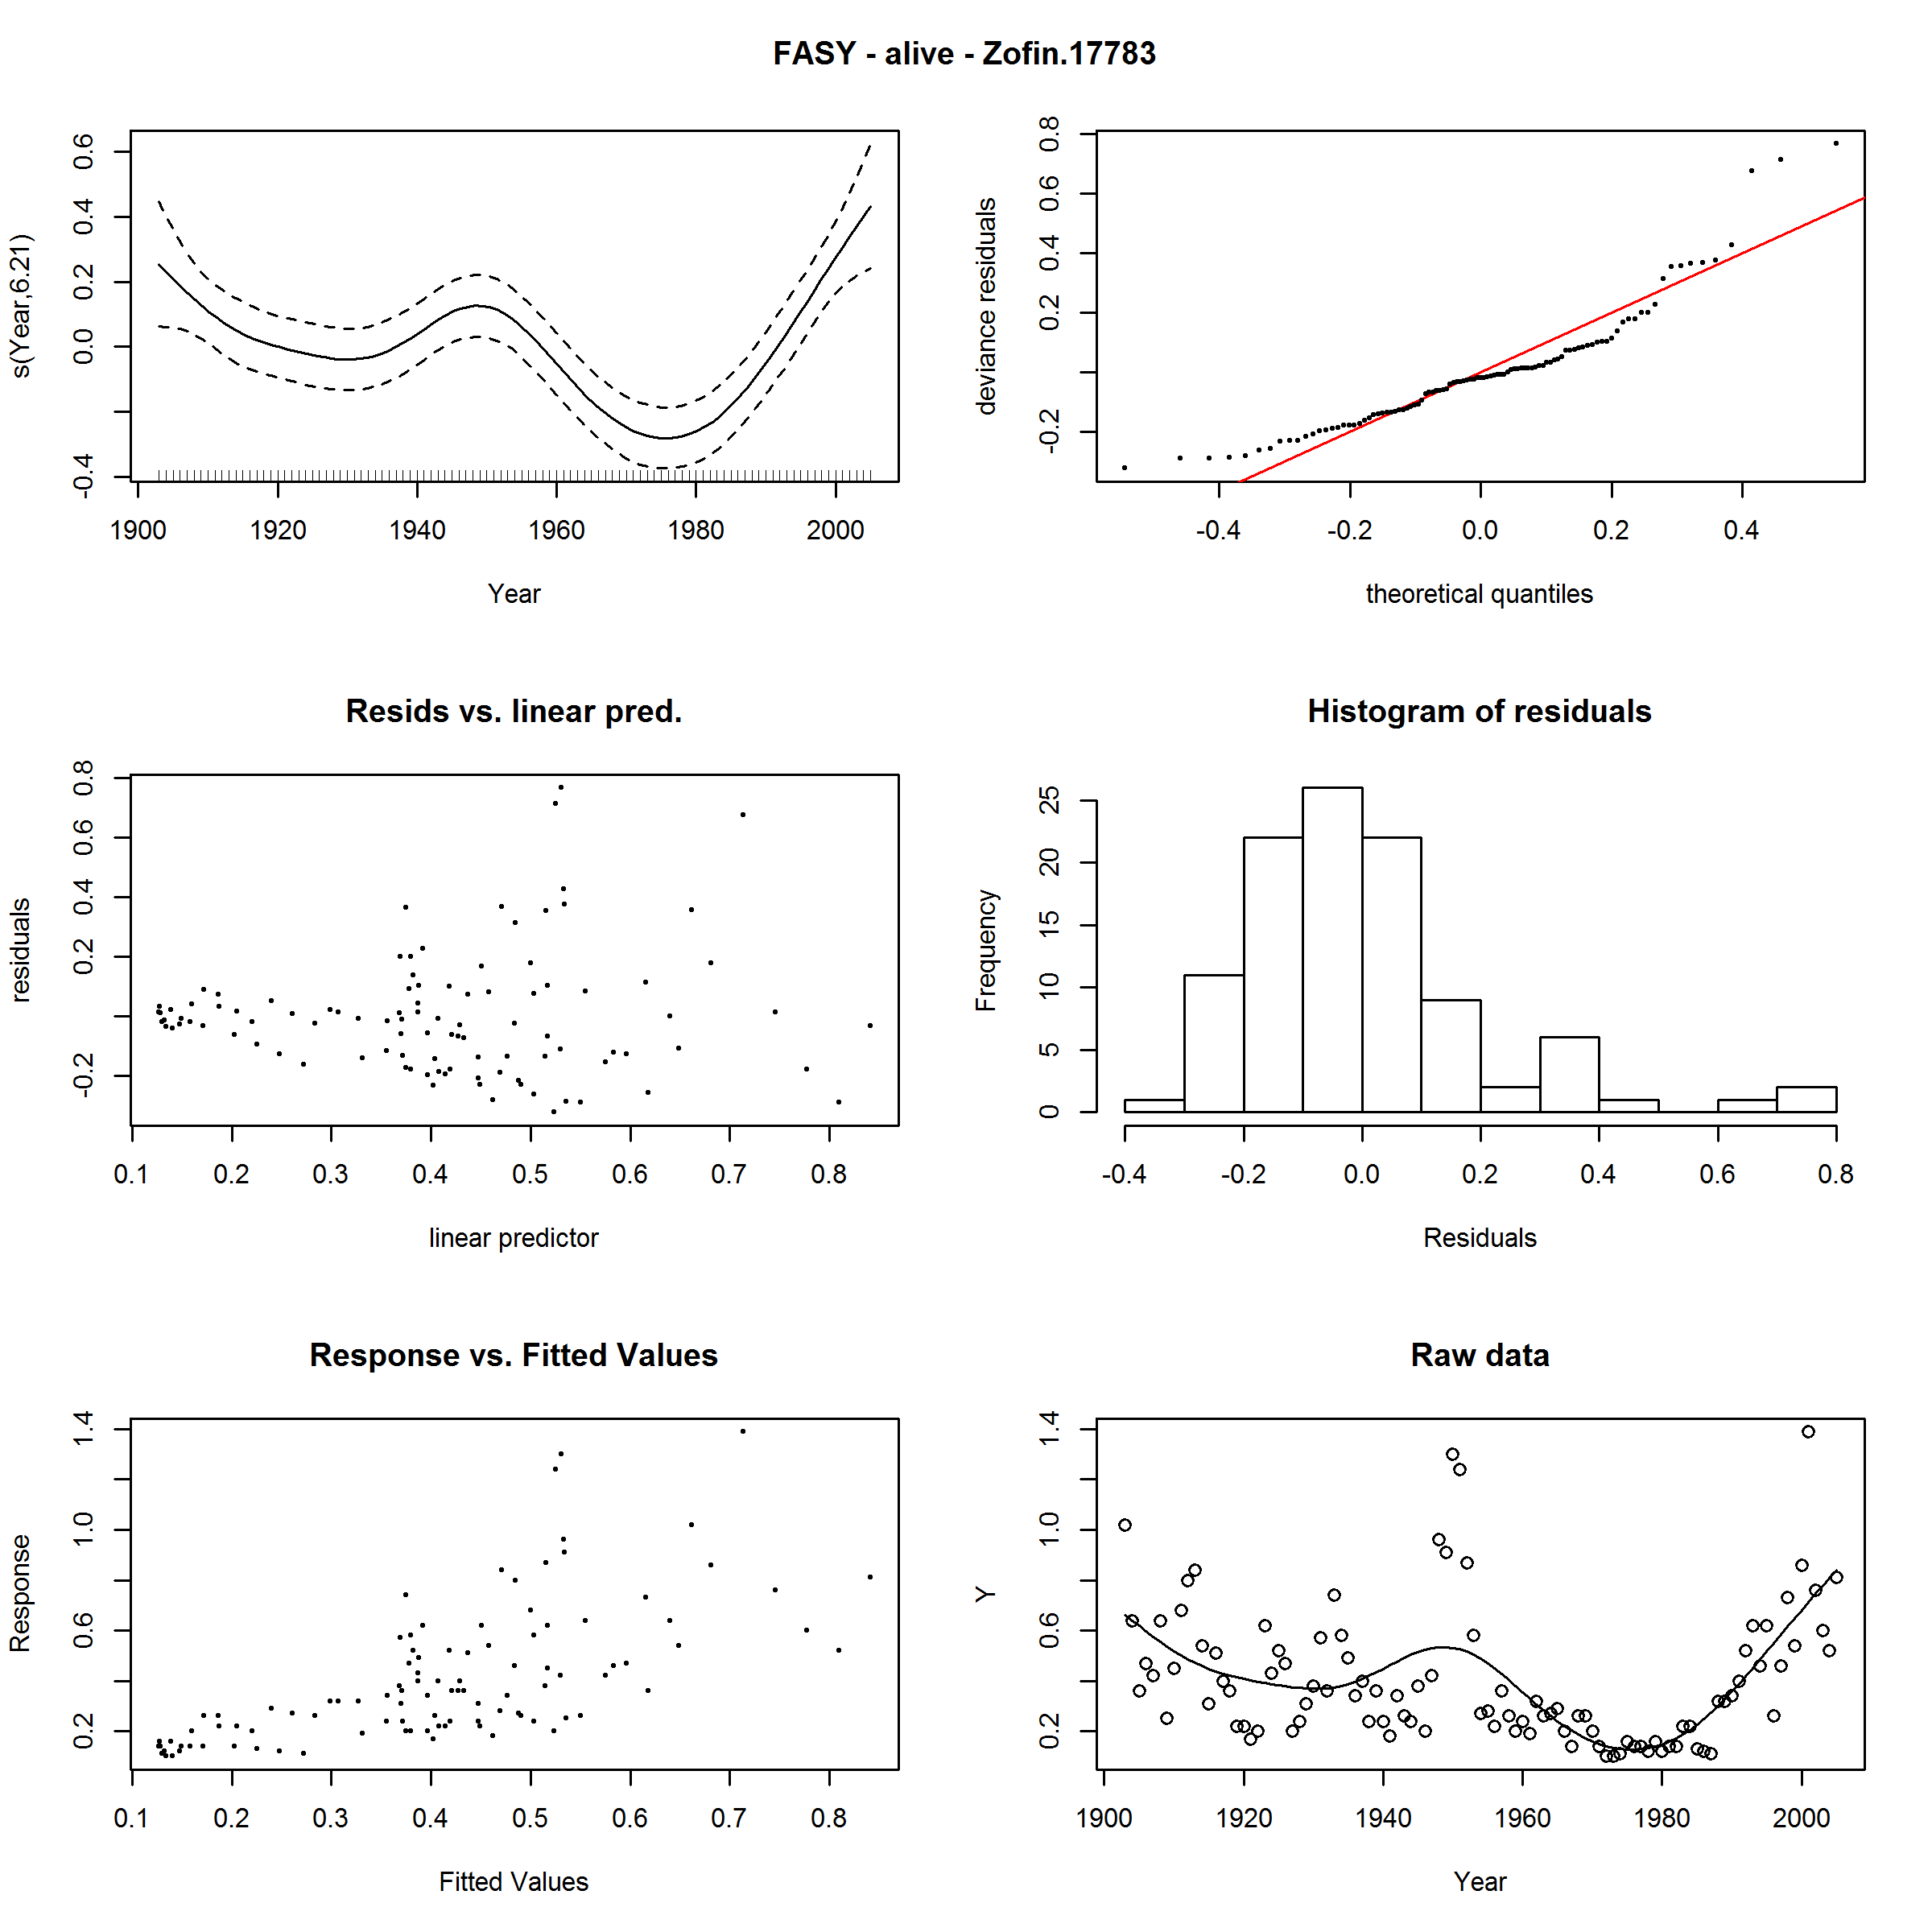 FASY - alive - Zofin.17783
s(Year,6.21)
-0.4 0.0 0.2 0.4 0.6
1900 1920 1940 1960 1980 2000
Year
deviance residuals
-0.2 0.2 0.4 0.6 0.8
-0.4 -0.2 0.0 0.2 0.4
theoretical quantiles
Resids vs. linear pred.
residuals
-0.2 0.2 0.4 0.6 0.8
0.1 0.2 0.3 0.4 0.5 0.6 0.7 0.8
linear predictor
Histogram of residuals
Frequency
0 5 10 15 20 25
-0.4 -0.2 0.0 0.2 0.4 0.6 0.8
Residuals
Response vs. Fitted Values
Response
0.2 0.6 1.0 1.4
0.1 0.2 0.3 0.4 0.5 0.6 0.7 0.8
Fitted Values
Raw data
Y
0.2 0.6 1.0 1.4
1900 1920 1940 1960 1980 2000
Year